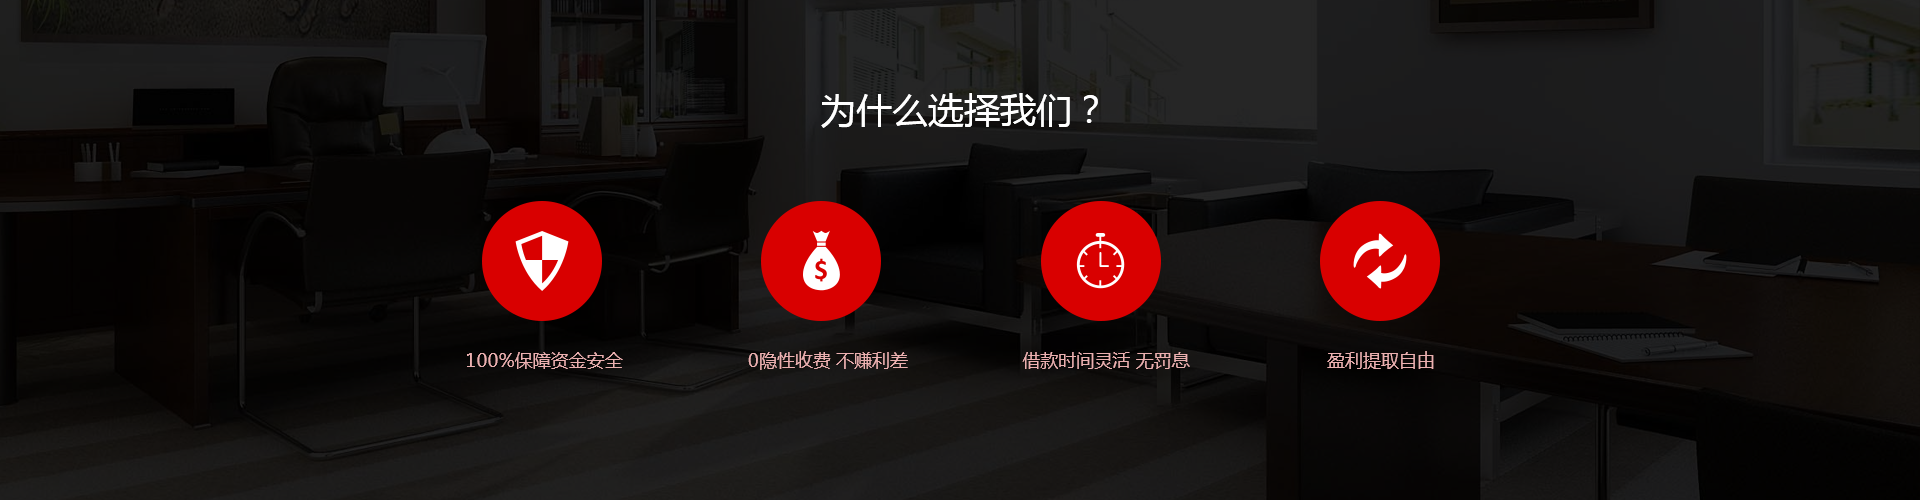 为什么选择我们？
100%保障资金安全
0隐性收费 不赚利差
借款时间灵活 无罚息
盈利提取自由